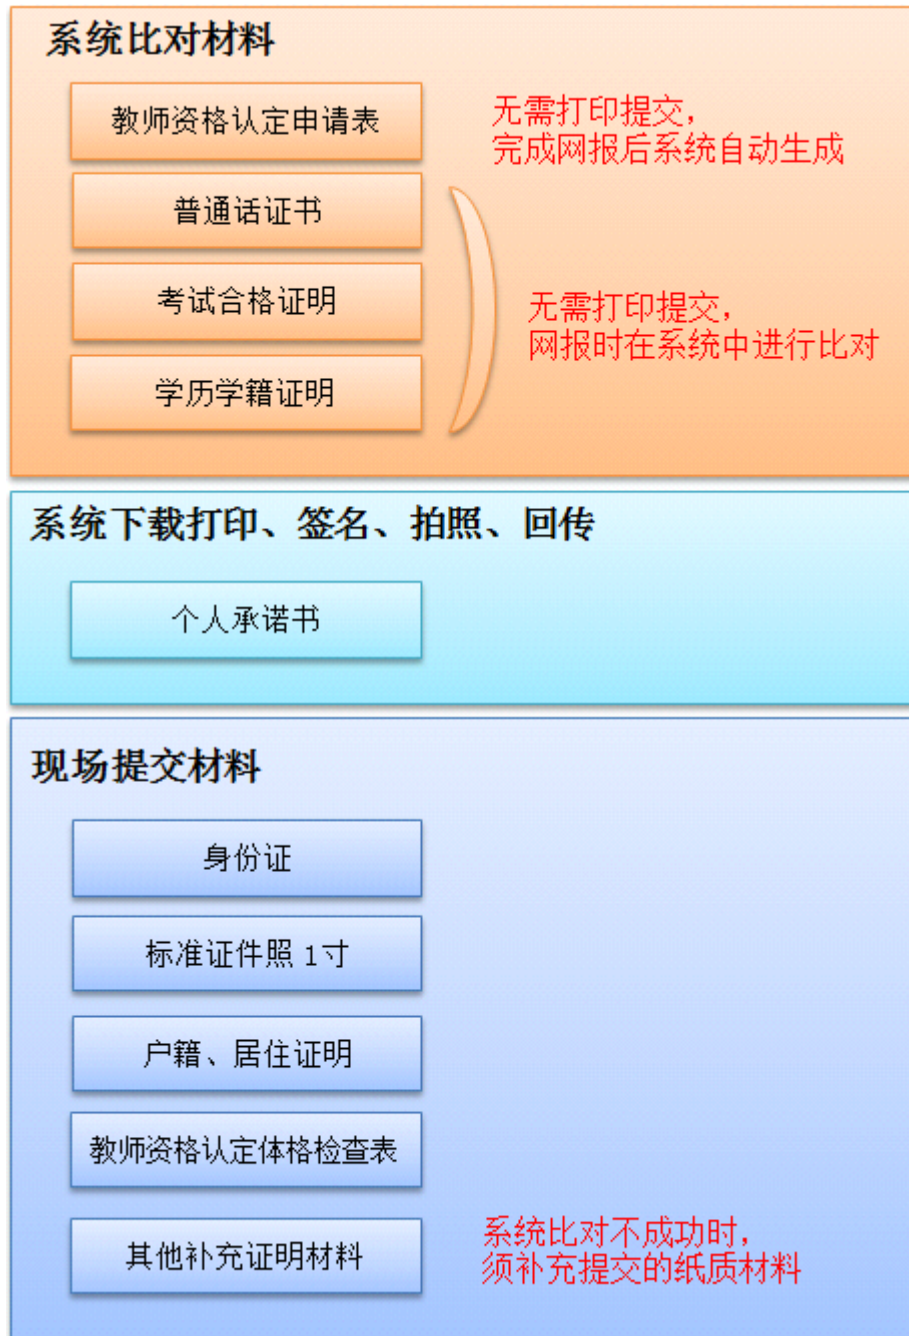 系统比对材料
教师资格认定申请表
无需打印提交，
完成网报后系统自动生成
普通话证书
考试合格证明
学历学籍证明
无需打印提交，
网报时在系统中进行比对
系统下载打印、签名、拍照、回传
个人承诺书
现场提交材料
身份证
标准证件照 1寸
户籍、居住证明
教师资格认定体格检查表
其他补充证明材料
系统比对不成功时，
须补充提交的纸质材料